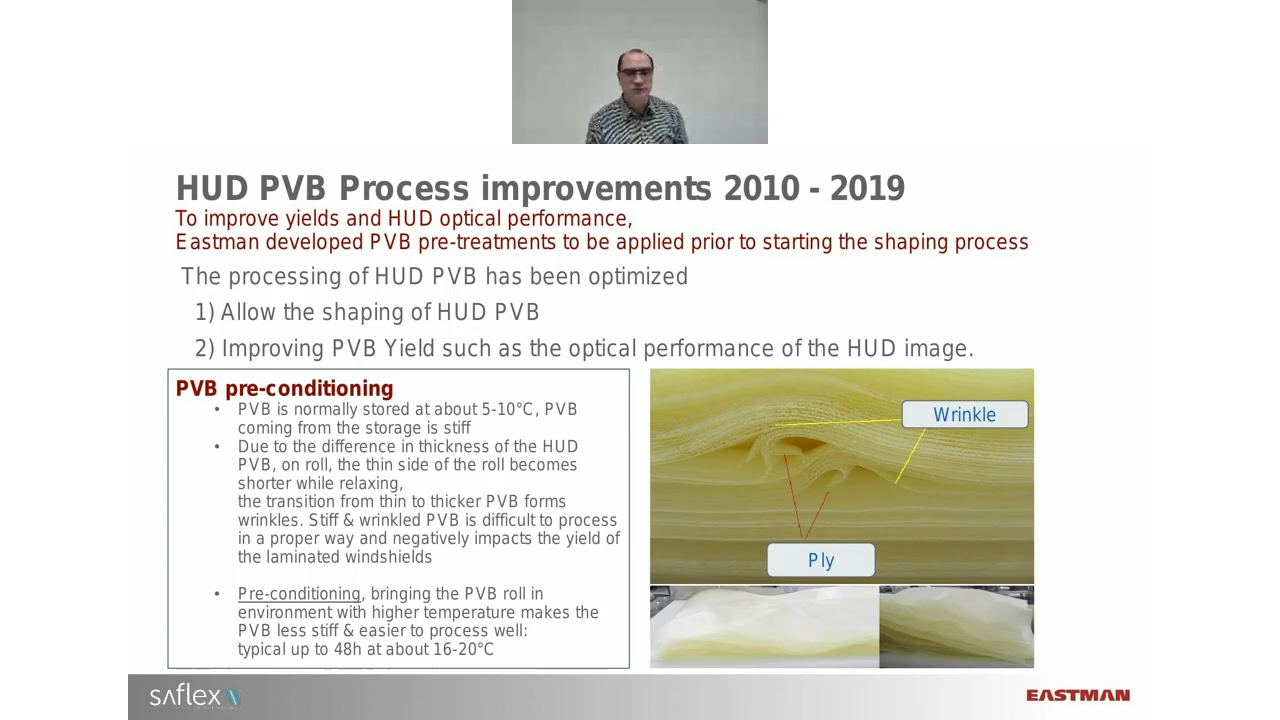 HUD PVB Process improvements 2010 - 2019
To improve yields and HUD optical performance,
Eastman developed PVB pre-treatments to be applied prior to starting the shaping process
The processing of HUD PVB has been optimized
1) Allow the shaping of HUD PVB
2) Improving PVB Yield such as the optical performance of the HUD image.
PVB pre-conditioning
• PVB is normally stored at about 5-10°C, PVB
coming from the storage is stiff
• Due to the difference in thickness of the HUD
PVB, on roll, the thin side of the roll becomes
shorter while relaxing,
the transition from thin to thicker PVB forms
wrinkles. Stiff & wrinkled PVB is difficult to process
in a proper way and negatively impacts the yield of
the laminated windshields
• Pre-conditioning, bringing the PVB roll in
environment with higher temperature makes the
PVB less stiff & easier to process well:
typical up to 48h at about 16-20°C
Wrinkle
Ply
saflex
EASTMAN